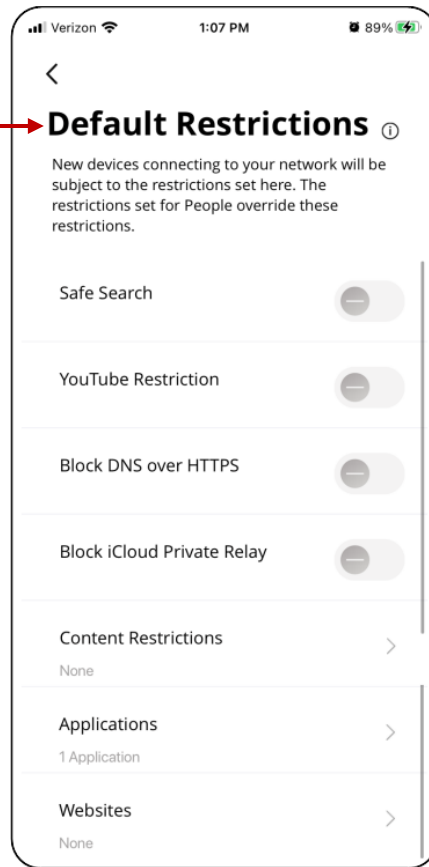 Verizon 1:07 PM 89%
Default Restrictions
New devices connecting to your network will be
subject to the restrictions set here. The
restrictions set for People override these
restrictions.
Safe Search
YouTube Restriction
Block DNS over HTTPS
Block iCloud Private Relay
Content Restrictions
None
Applications
1 Application
Websites
None